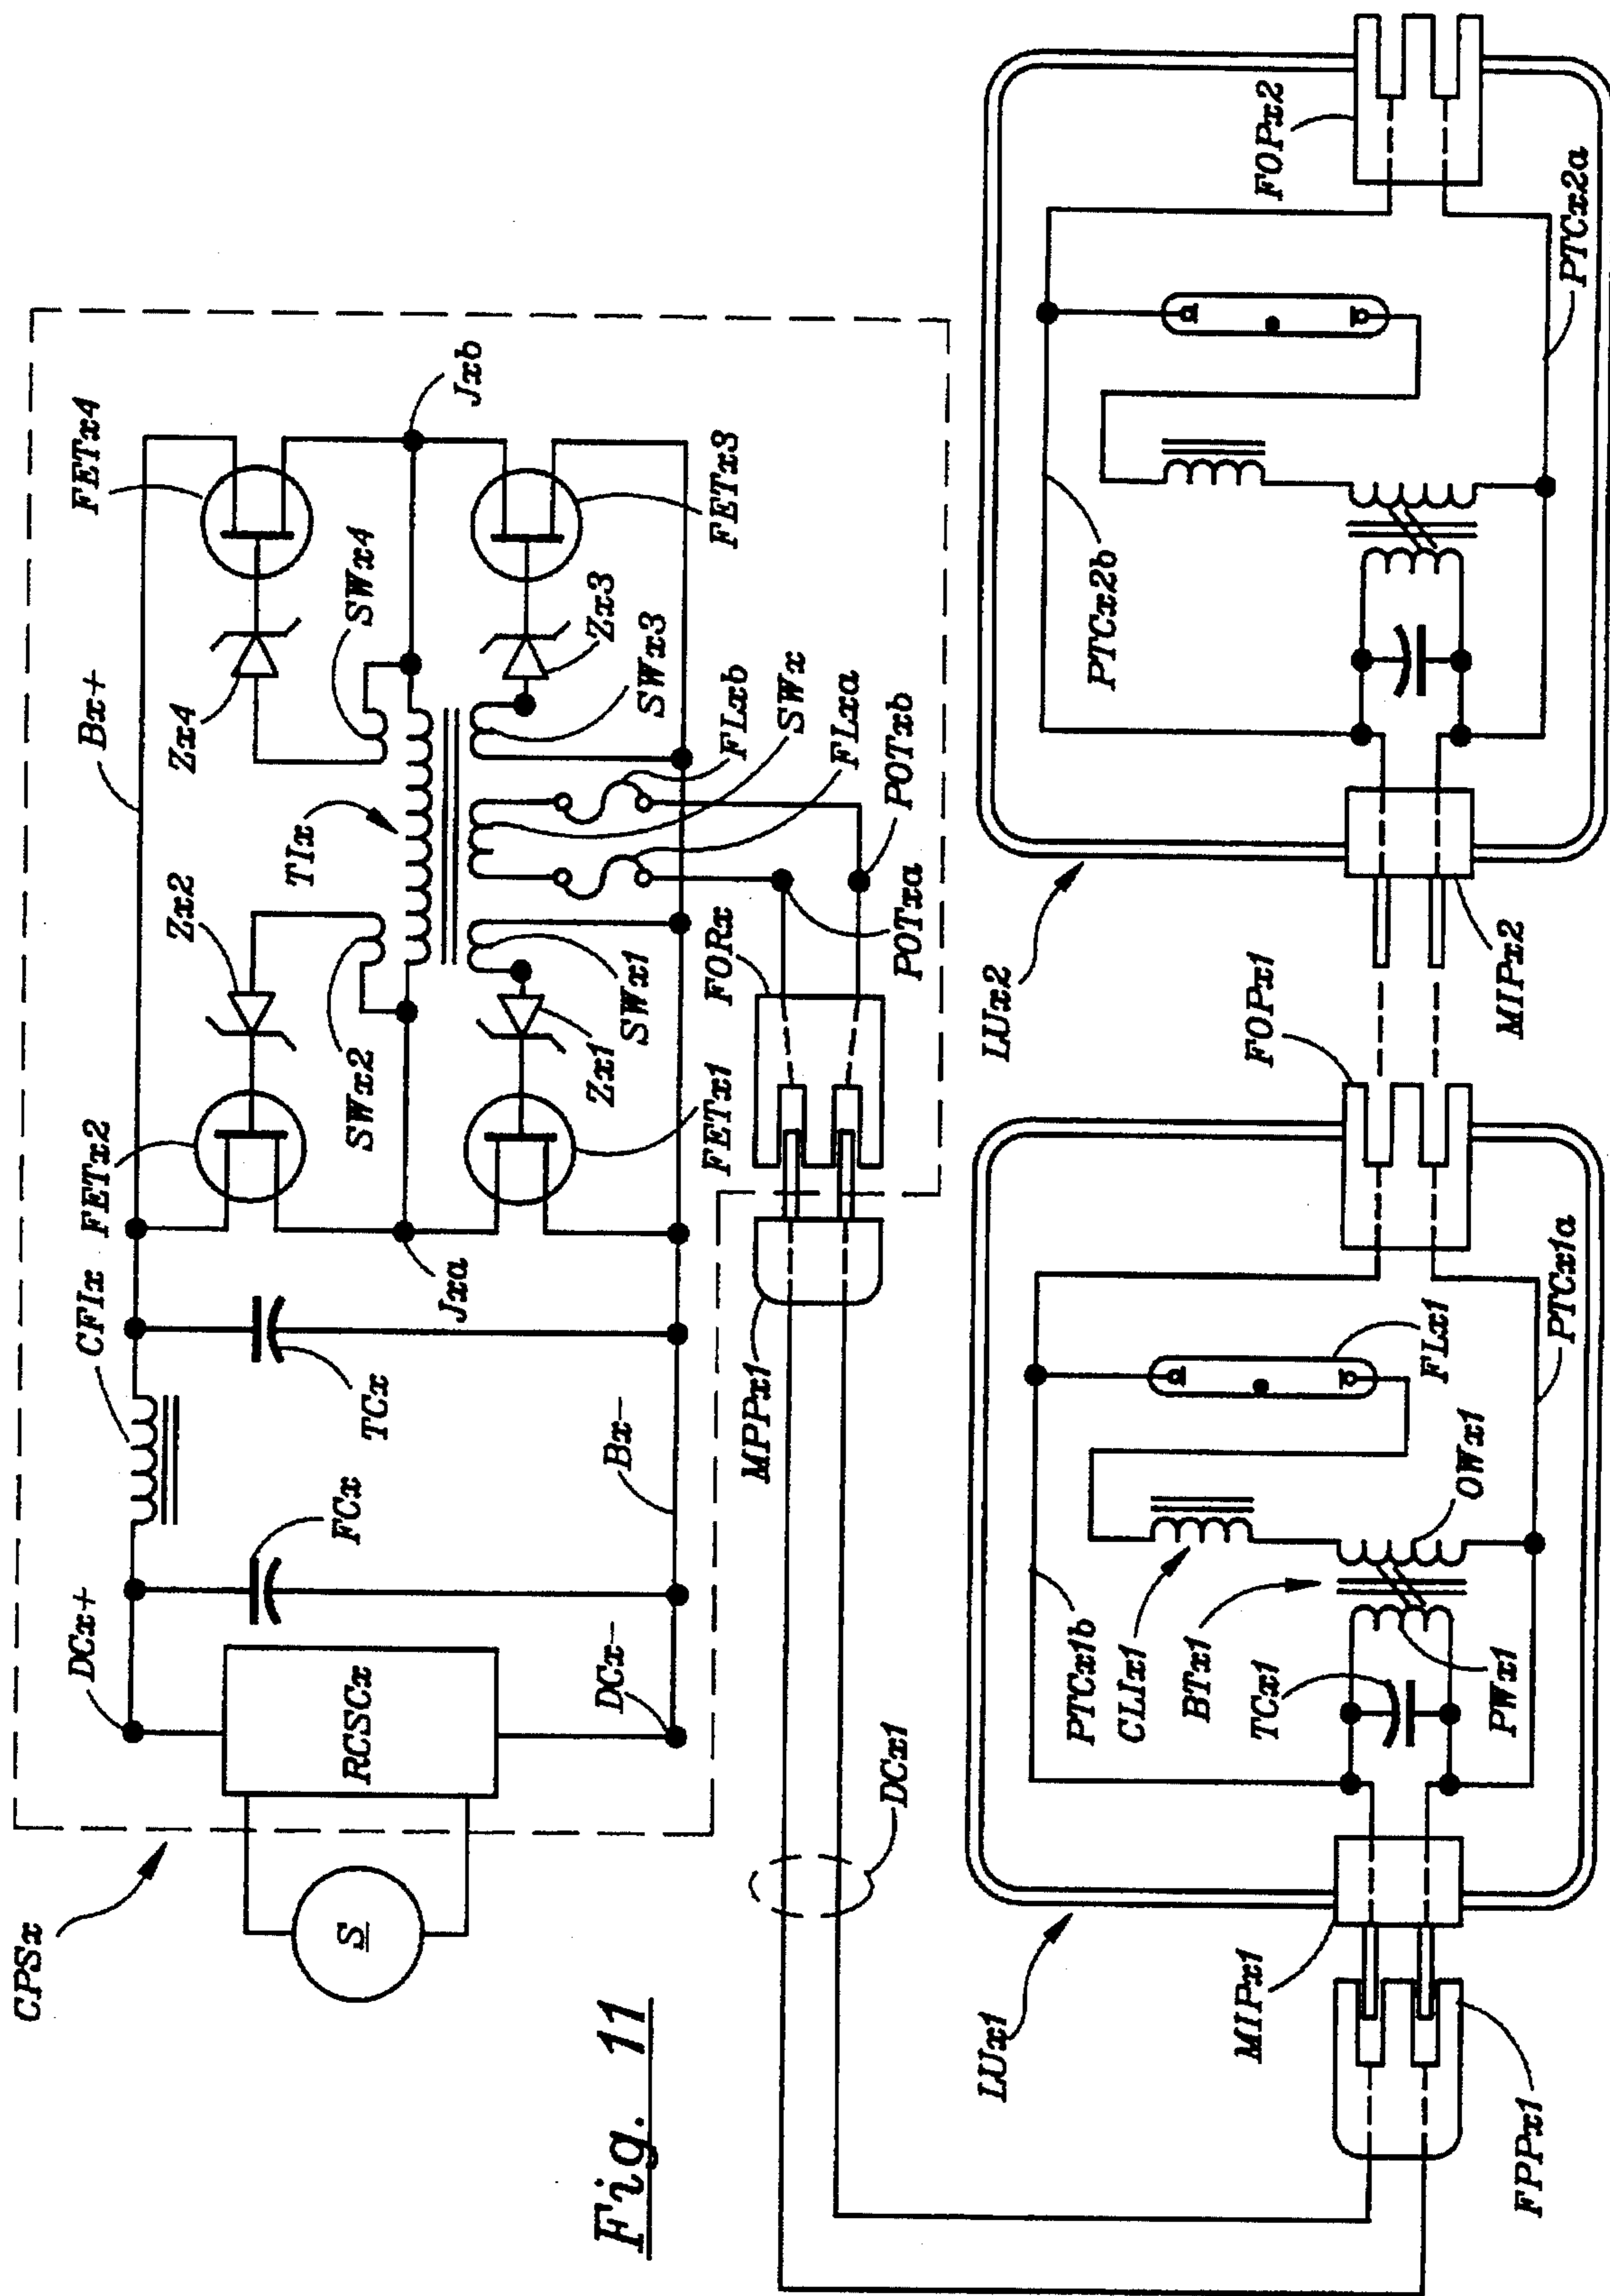 Fig. 11
CPSx
S
RCSCx
DCx+
DCx-
FCx
CFIx
TCx
Bx+
Bx-
FETx2
Jxa
Zx2
SWx2
TIx
Zx4
SWx4
FETx4
Jxb
FETx3
Zx3
SWx3
FLxb
SWx
FLxa
POTxb
POTxa
FORx
SWx1
Zx1
FETx1
MPPx1
DCx1
LUx1
MIPx1
FPPx1
PTCx1b
CLIx1
BTx1
TCx1
PWx1
OWx1
FLx1
PTCx1a
FOPx1
LUx2
MIPx2
PTCx2b
FOPx2
PTCx2a